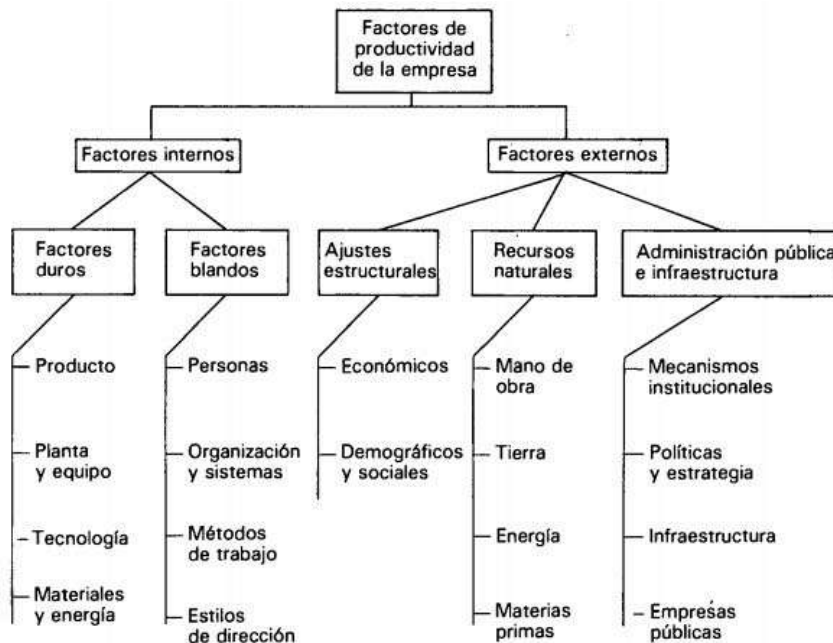 Factores de
productividad
de la empresa
Factores internos
Factores externos
Factores
duros
Factores
blandos
Ajustes
estructurales
Recursos
naturales
Administración pública
e infraestructura
Producto
Planta
y equipo
Tecnología
Materiales
y energía
Personas
Organización
y sistemas
Métodos
de trabajo
Estilos
de dirección
Económicos
Demográficos
y sociales
Mano de
obra
Tierra
Energía
Materias
primas
Mecanismos
institucionales
Políticas
y estrategia
Infraestructura
Empresas
públicas